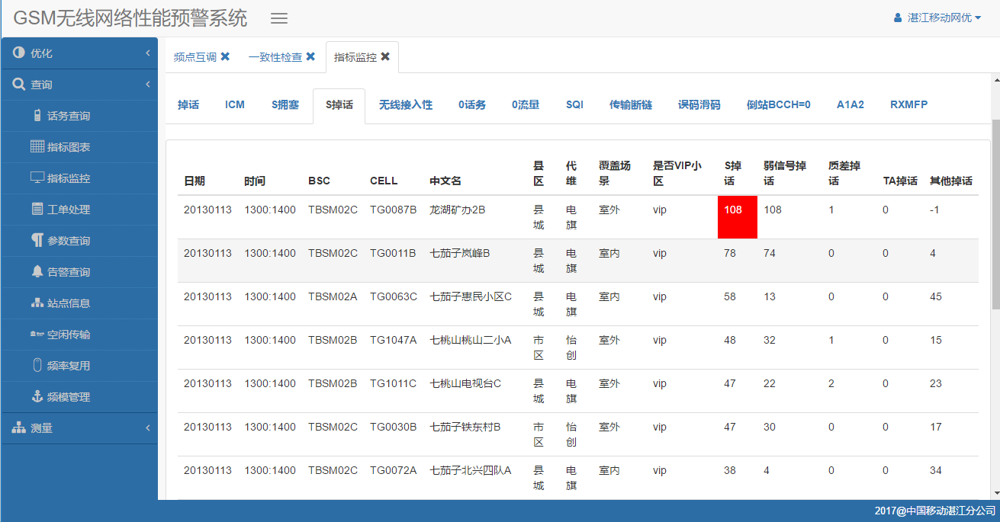 GSM无线网络性能预警系统
湛江移动网优
优化
查询
话务查询
指标图表
指标监控
工单处理
参数查询
告警查询
站点信息
空闲传输
频率复用
频模管理
测量
频点互调 一致性检查 指标监控
掉话 ICM S拥塞 S掉话 无线接入性 0话务 0流量 SQI 传输断链 误码滑码 倒站BCCH=0 A1A2 RXMFP
日期 时间 BSC CELL 中文名 县区 代维 覆盖场景 是否VIP小区 S掉话 弱信号掉话 质差掉话 TA掉话 其他掉话
20130113 1300:1400 TBSM02C TG0087B 龙湖矿办2B 县城 电旗 室外 vip 108 108 1 0 -1
20130113 1300:1400 TBSM02C TG0011B 七茄子岚峰B 县城 电旗 室内 vip 78 74 0 0 4
20130113 1300:1400 TBSM02A TG0063C 七茄子惠民小区C 县城 电旗 室内 vip 58 13 0 0 45
20130113 1300:1400 TBSM02B TG1047A 七桃山桃山二小A 市区 怡创 室外 vip 48 32 1 0 15
20130113 1300:1400 TBSM02B TG1011C 七桃山电视台C 县城 电旗 室外 vip 47 22 2 0 23
20130113 1300:1400 TBSM02C TG0030B 七茄子铁东村B 市区 怡创 室外 vip 47 30 0 0 17
20130113 1300:1400 TBSM02C TG0072A 七茄子北兴四队A 县城 电旗 室内 vip 38 4 0 0 34
2017@中国移动湛江分公司